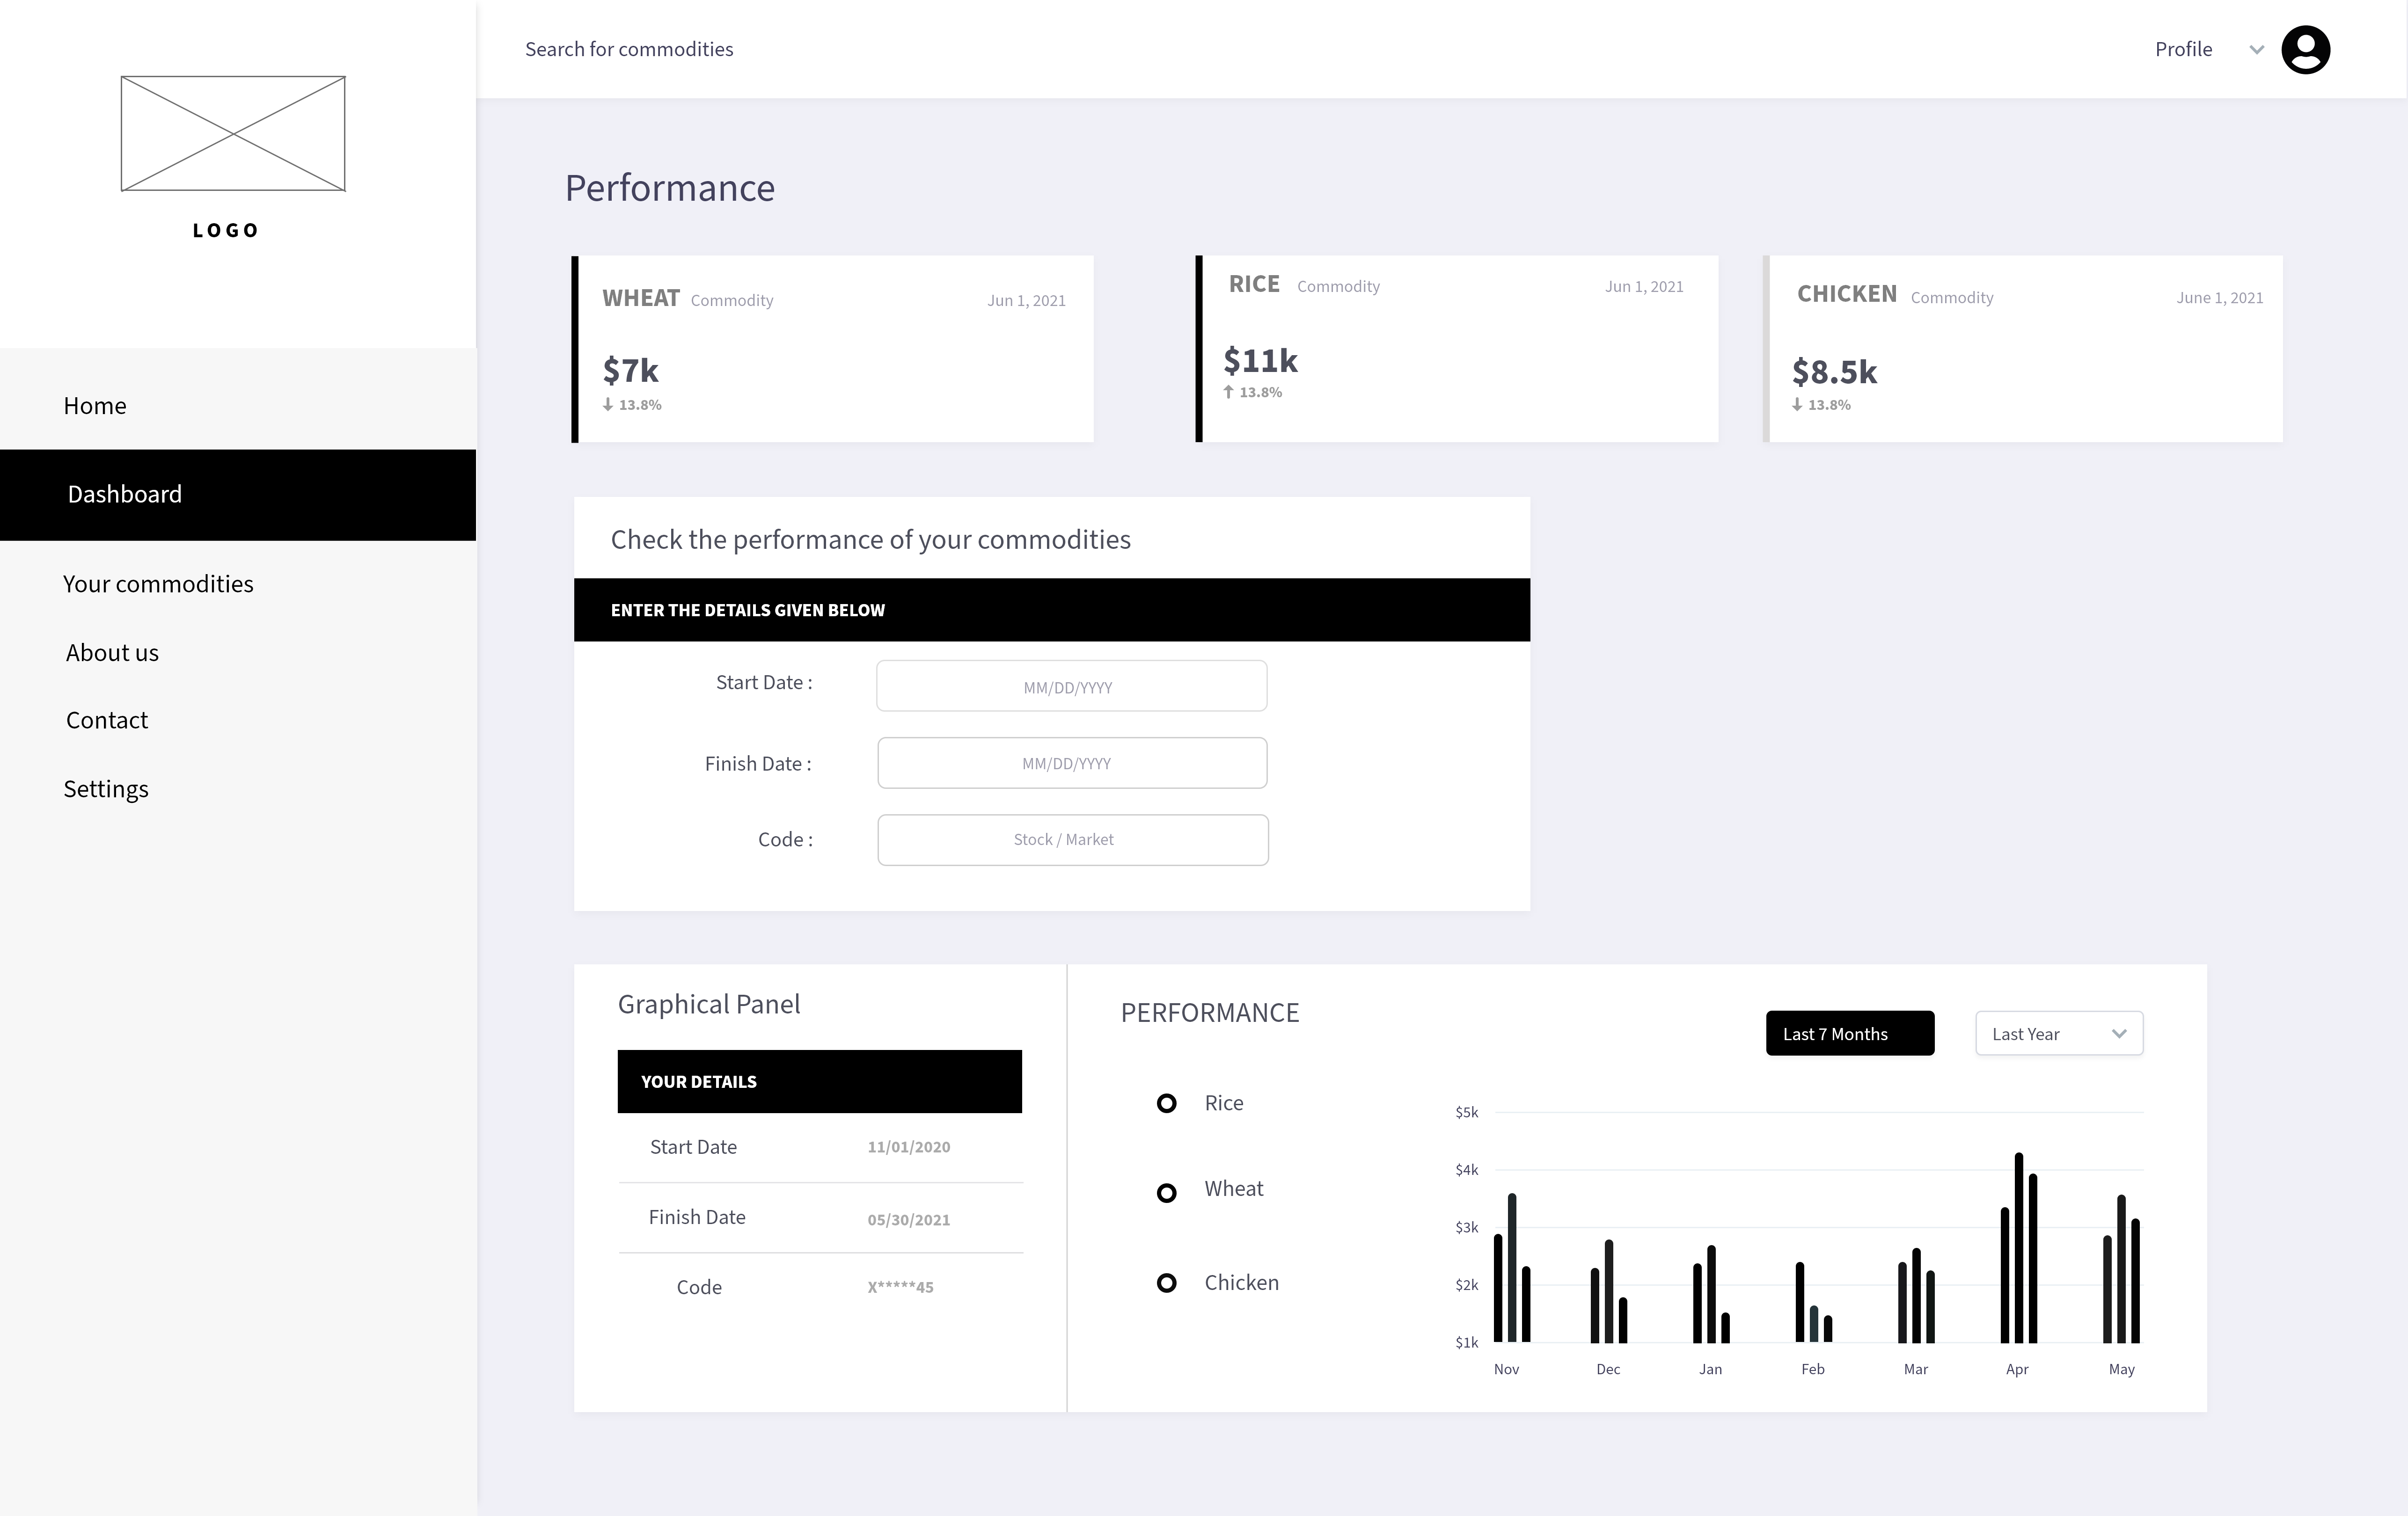 Search for commodities
Profile
LOGO
Home
Dashboard
Your commodities
About us
Contact
Settings
Performance
WHEAT Commodity Jun 1, 2021
$7k
13.8%
RICE Commodity Jun 1, 2021
$11k
13.8%
CHICKEN Commodity June 1, 2021
$8.5k
13.8%
Check the performance of your commodities
ENTER THE DETAILS GIVEN BELOW
Start Date : MM/DD/YYYY
Finish Date : MM/DD/YYYY
Code : Stock / Market
Graphical Panel
YOUR DETAILS
Start Date 11/01/2020
Finish Date 05/30/2021
Code X*****45
PERFORMANCE
Last 7 Months
Last Year
Rice
Wheat
Chicken
$5k
$4k
$3k
$2k
$1k
Nov Dec Jan Feb Mar Apr May